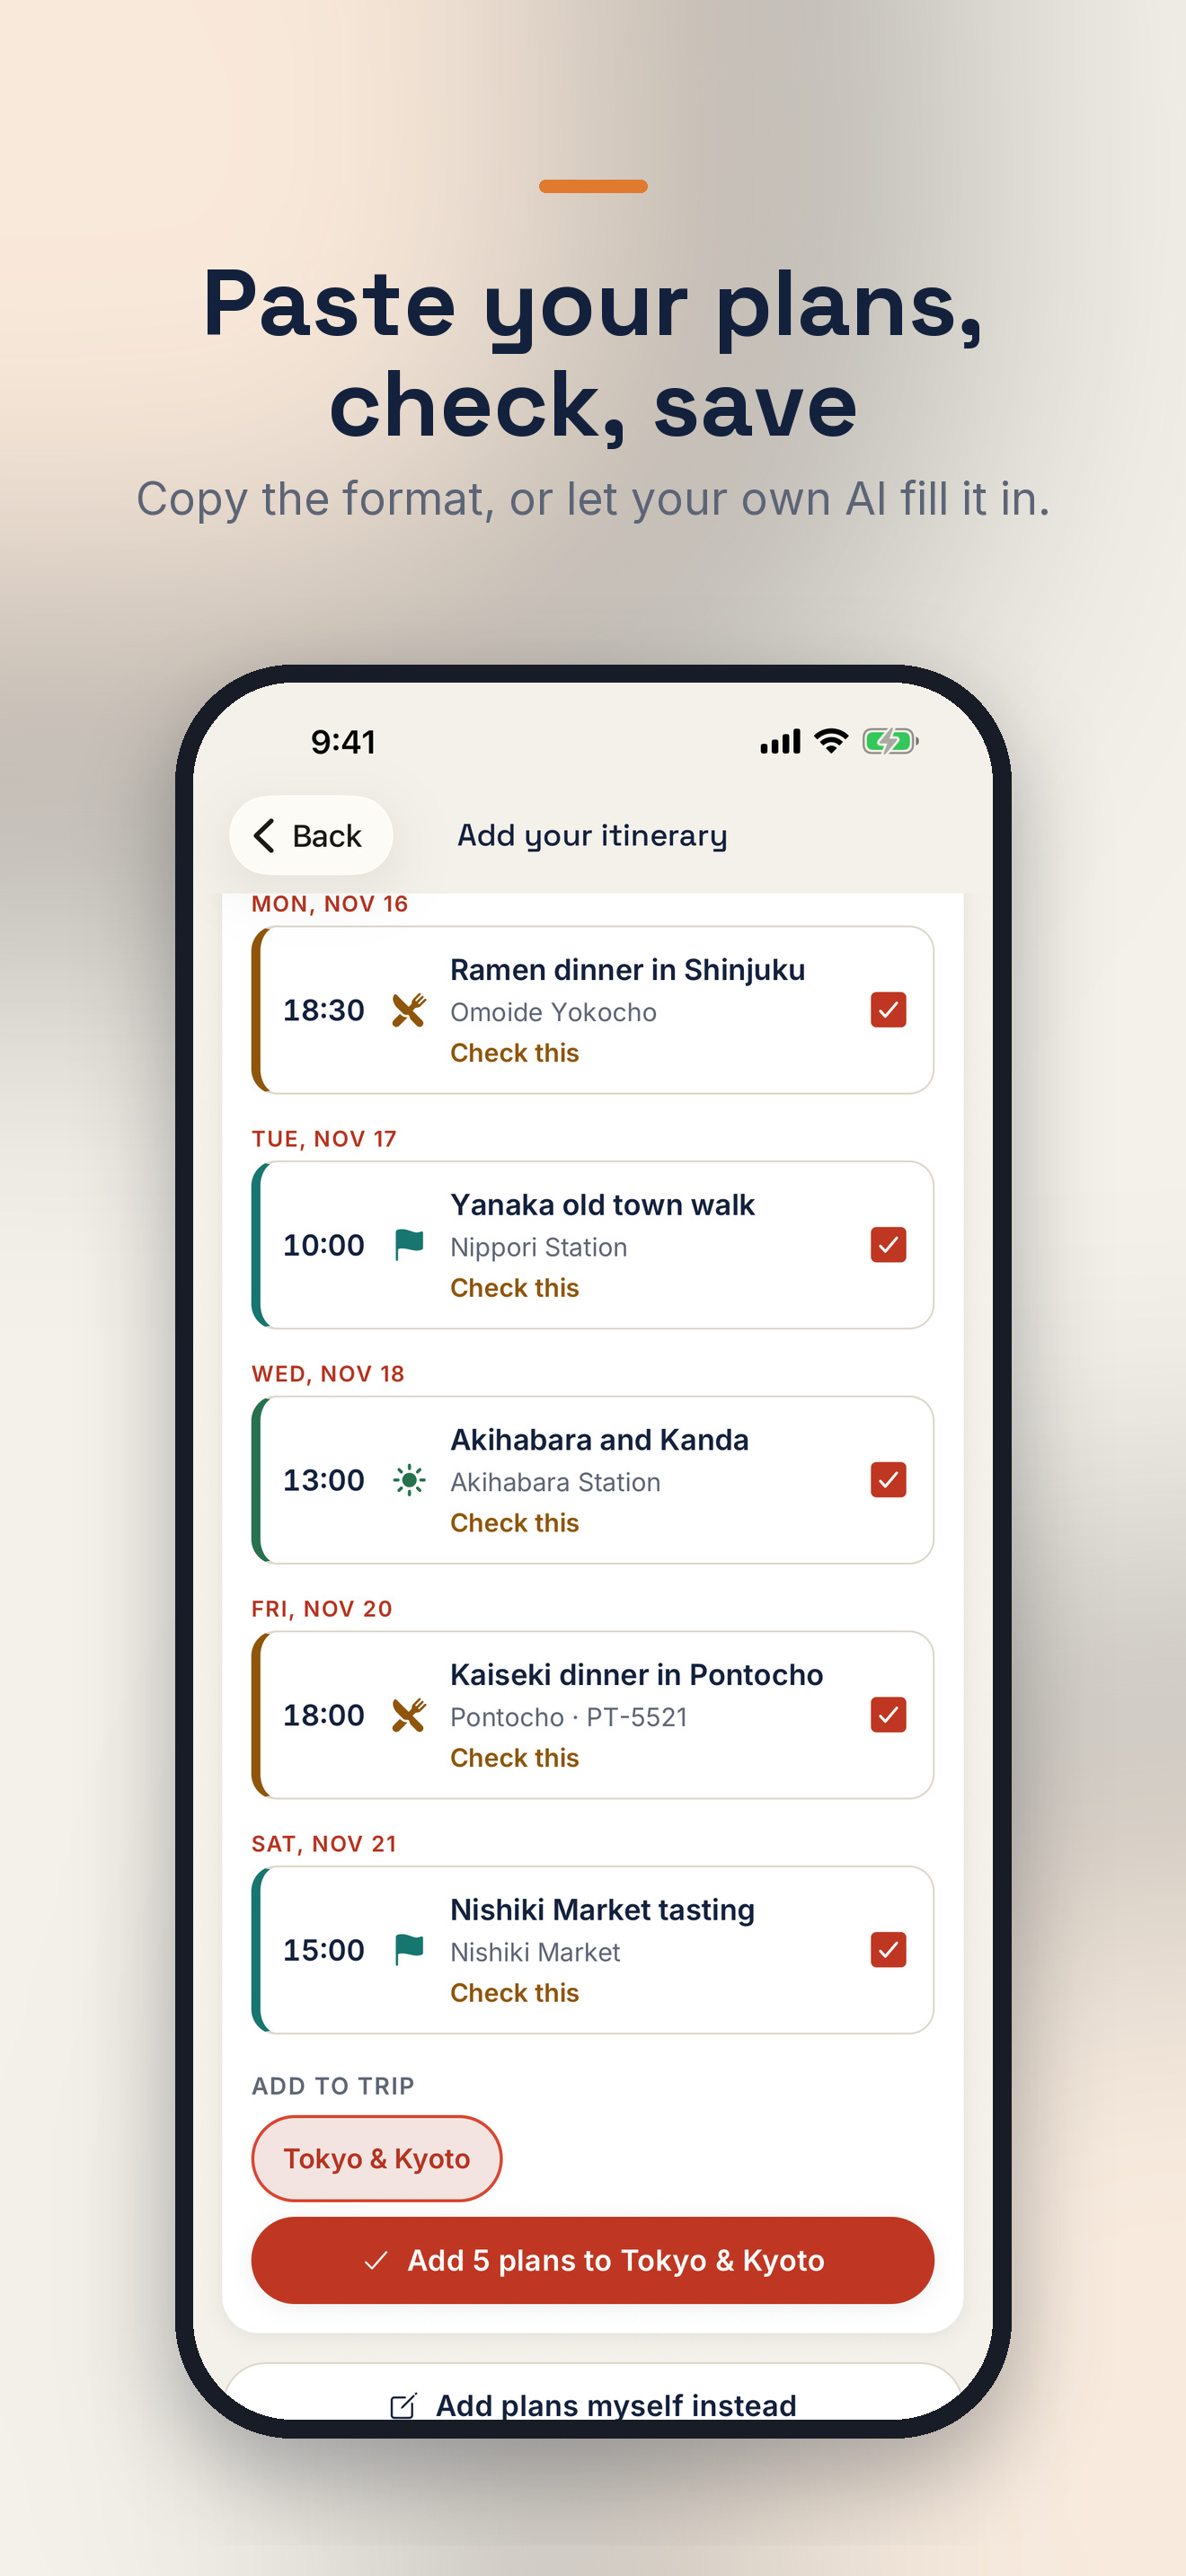 Paste your plans,
check, save
Copy the format, or let your own AI fill it in.
9:41
Back
Add your itinerary
MON, NOV 16
18:30
Ramen dinner in Shinjuku
Omoide Yokocho
Check this
TUE, NOV 17
10:00
Yanaka old town walk
Nippori Station
Check this
WED, NOV 18
13:00
Akihabara and Kanda
Akihabara Station
Check this
FRI, NOV 20
18:00
Kaiseki dinner in Pontocho
Pontocho · PT-5521
Check this
SAT, NOV 21
15:00
Nishiki Market tasting
Nishiki Market
Check this
ADD TO TRIP
Tokyo & Kyoto
Add 5 plans to Tokyo & Kyoto
Add plans myself instead